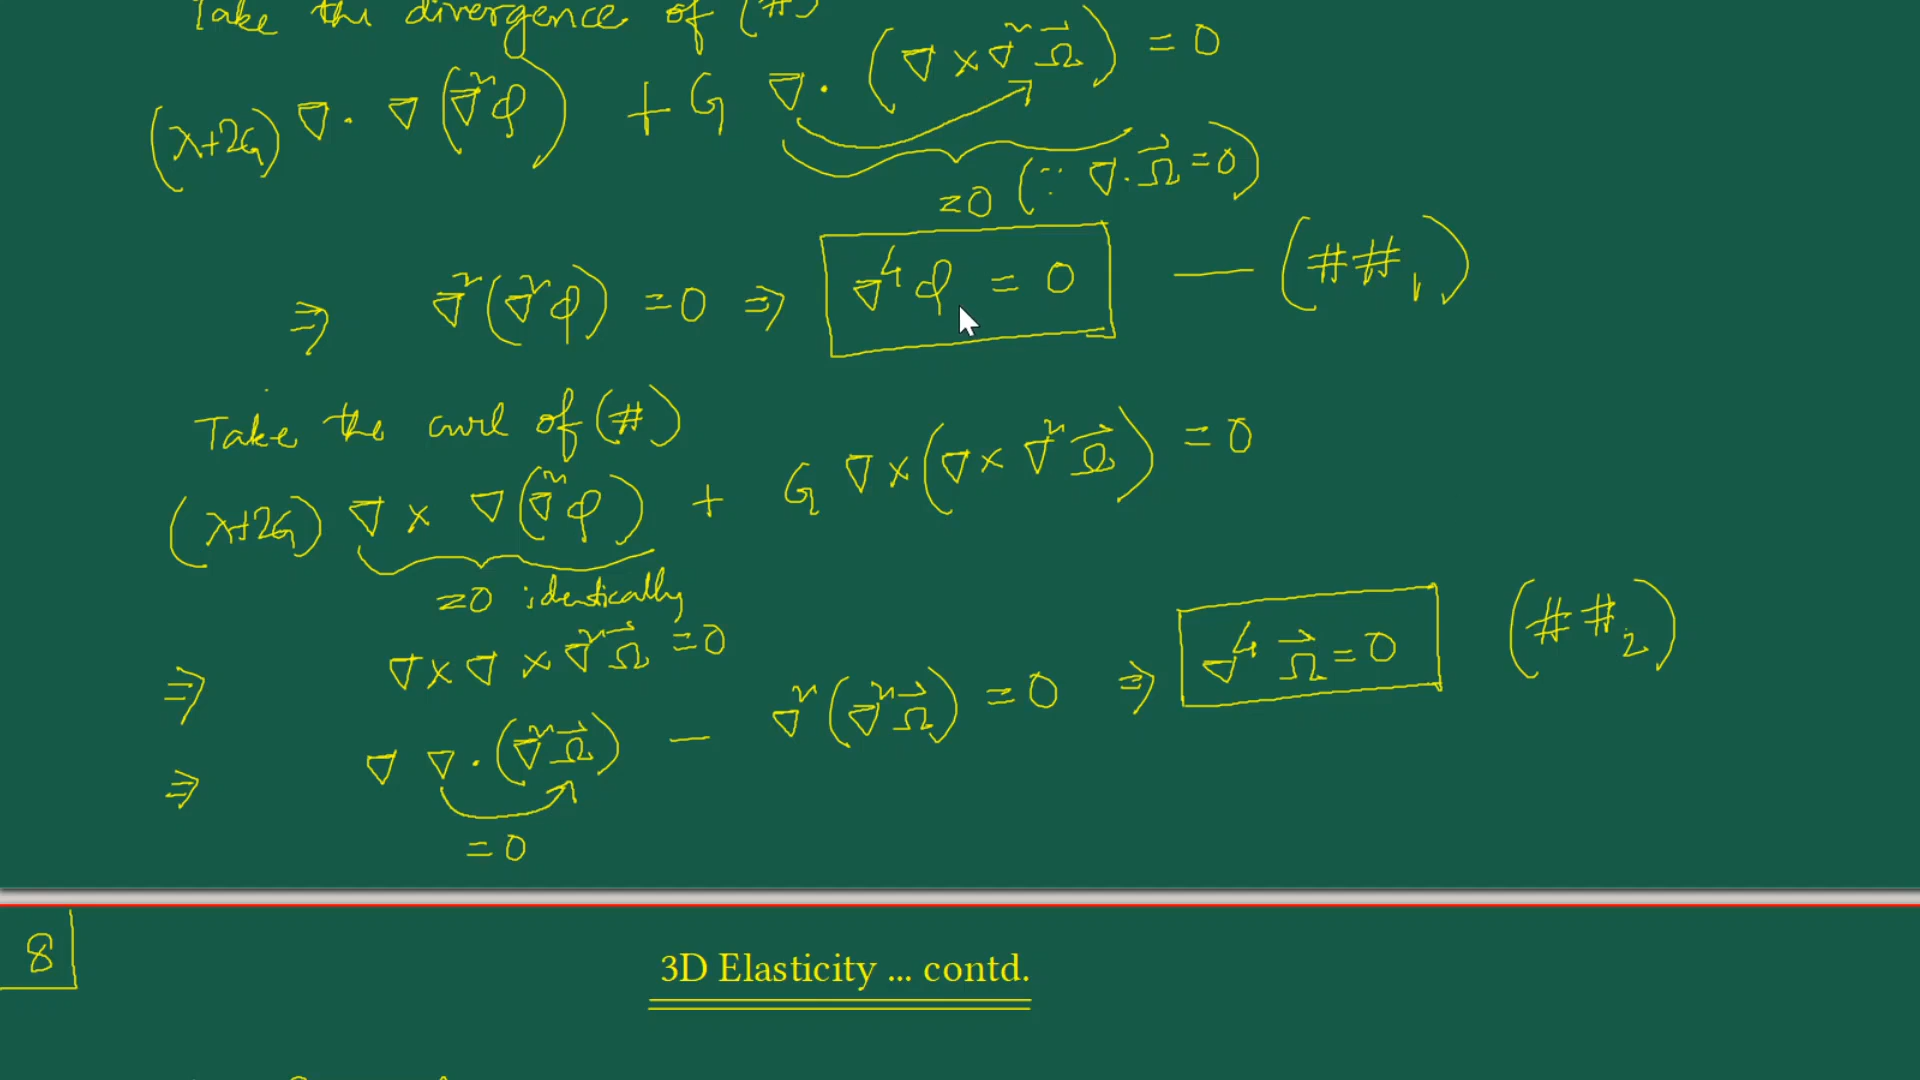 Take the divergence of (#)
(λ+2G) ∇· ∇(∇²φ) + G ∇·(∇×∇²Ω⃗) = 0
=0 (∵ ∇·Ω⃗=0)
⇒ ∇²(∇²φ) =0 ⇒ ∇⁴φ = 0 — (##₁)
Take the curl of (#)
(λ+2G) ∇× ∇(∇²φ) + G ∇×(∇× ∇²Ω⃗) = 0
=0 identically
⇒ ∇×∇×∇²Ω⃗ =0
⇒ ∇ ∇·(∇²Ω⃗) — ∇²(∇²Ω⃗) = 0 ⇒ ∇⁴Ω⃗=0 (##₂)
= 0
8
3D Elasticity ... contd.